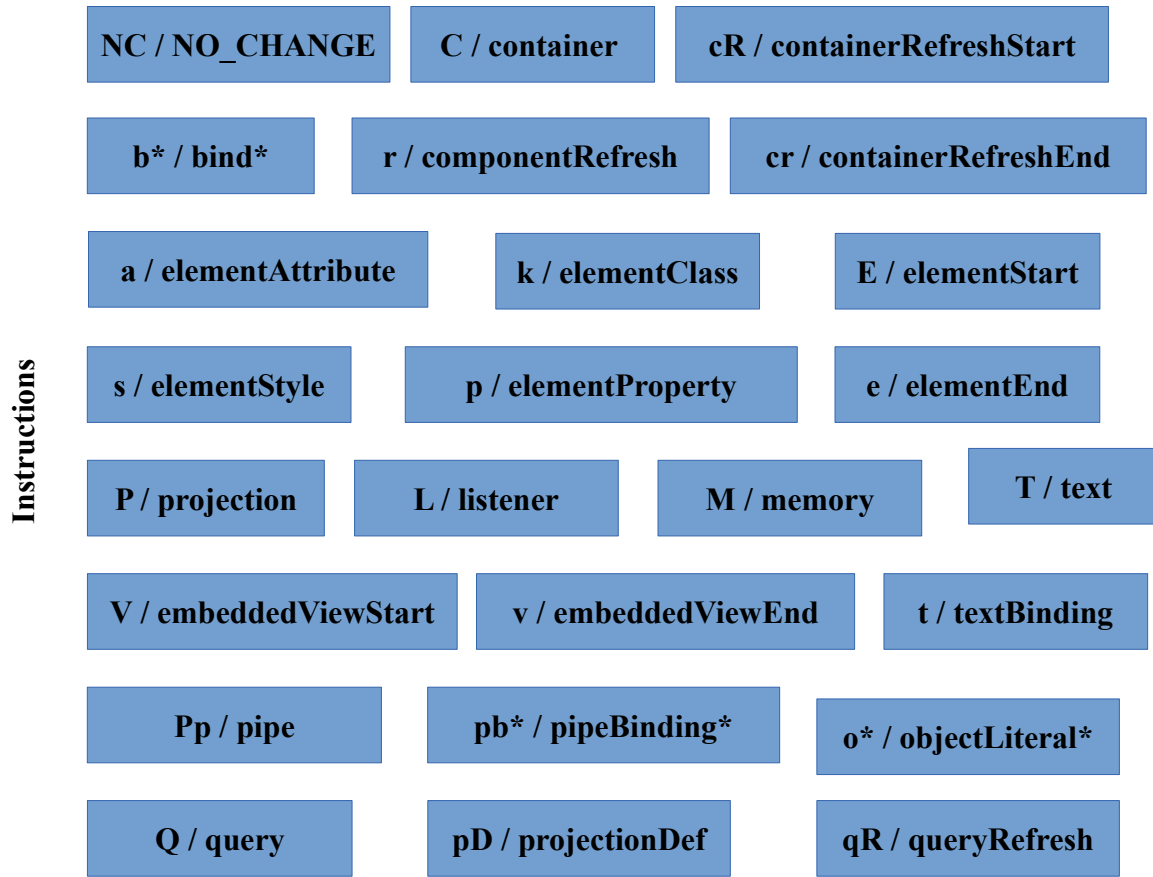 NC / NO_CHANGE
C / container
cR / containerRefreshStart
b* / bind*
r / componentRefresh
cr / containerRefreshEnd
a / elementAttribute
k / elementClass
E / elementStart
Instructions
s / elementStyle
p / elementProperty
e / elementEnd
P / projection
L / listener
M / memory
T / text
V / embeddedViewStart
v / embeddedViewEnd
t / textBinding
Pp / pipe
pb* / pipeBinding*
o* / objectLiteral*
Q / query
pD / projectionDef
qR / queryRefresh